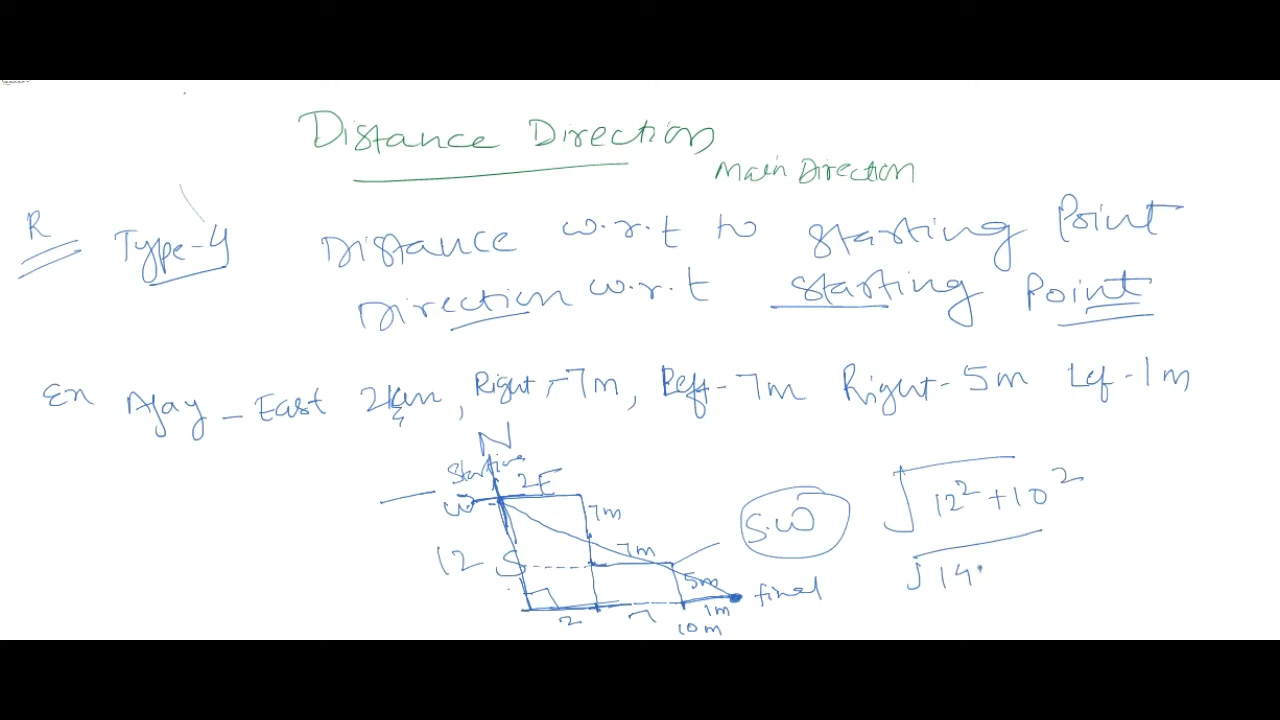 Distance Direction
Main Direction
R
Type-4 Distance w.r.t to starting Point
Direction w.r.t starting Point
Ex Ajay - East 2km, Right - 7m, Left - 7m Right - 5m Lef - 1m
N
Starting
W 2E
7m
12 S 7m
S.W
√12² + 10²
√14
5m
final
2 7 1m
10m